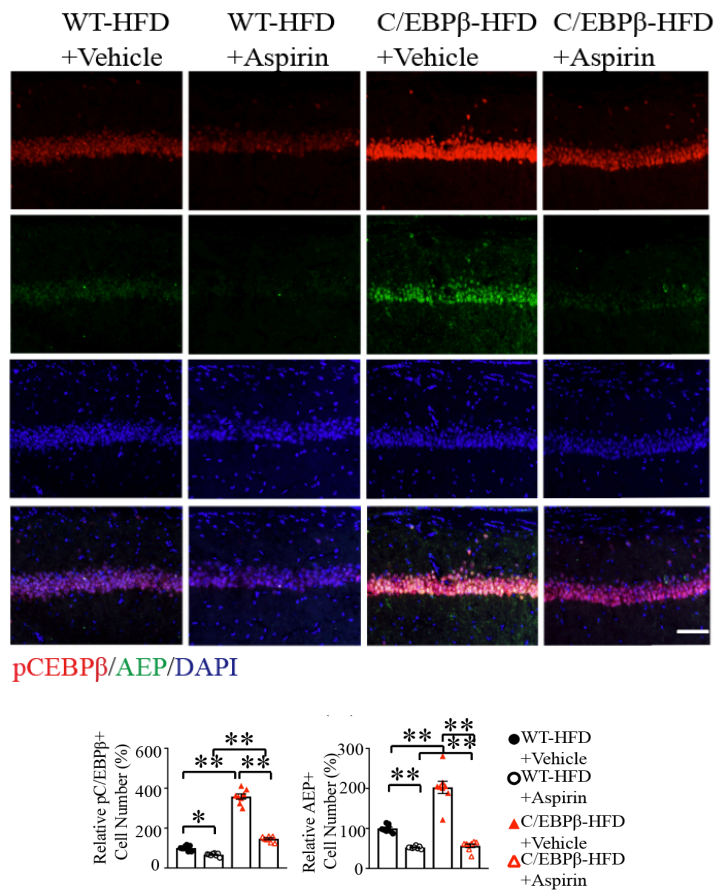 WT-HFD WT-HFD C/EBPβ-HFD C/EBPβ-HFD
+Vehicle +Aspirin +Vehicle +Aspirin
pCEBPβ/AEP/DAPI
Relative pC/EBPβ+
Cell Number (%)
600
400
200
0
**
** **
*
Relative AEP+
Cell Number (%)
300
200
100
0
**
** **
**
WT-HFD
+Vehicle
WT-HFD
+Aspirin
C/EBPβ-HFD
+Vehicle
C/EBPβ-HFD
+Aspirin